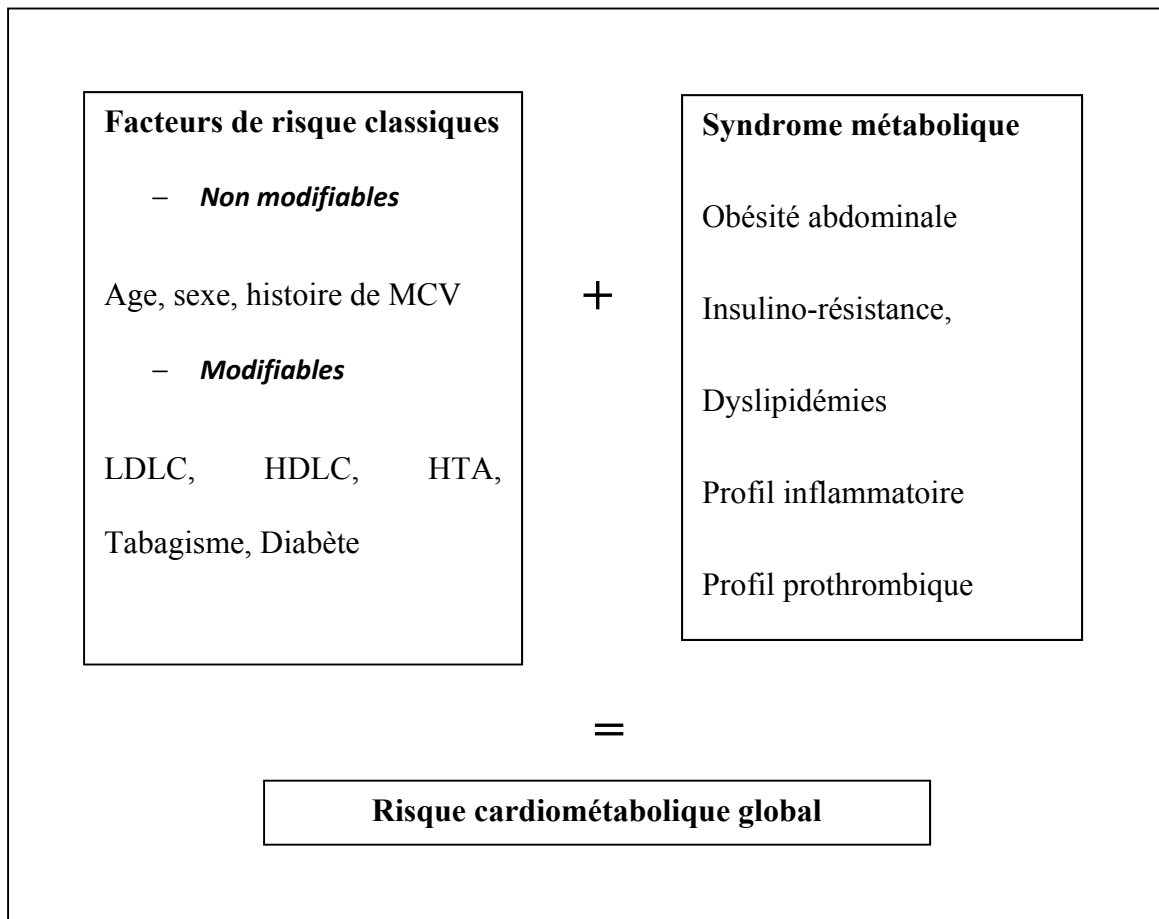 Facteurs de risque classiques
– Non modifiables
Age, sexe, histoire de MCV
– Modifiables
LDLC, HDLC, HTA,
Tabagisme, Diabète
+
Syndrome métabolique
Obésité abdominale
Insulino-résistance,
Dyslipidémies
Profil inflammatoire
Profil prothrombique
=
Risque cardiométabolique global